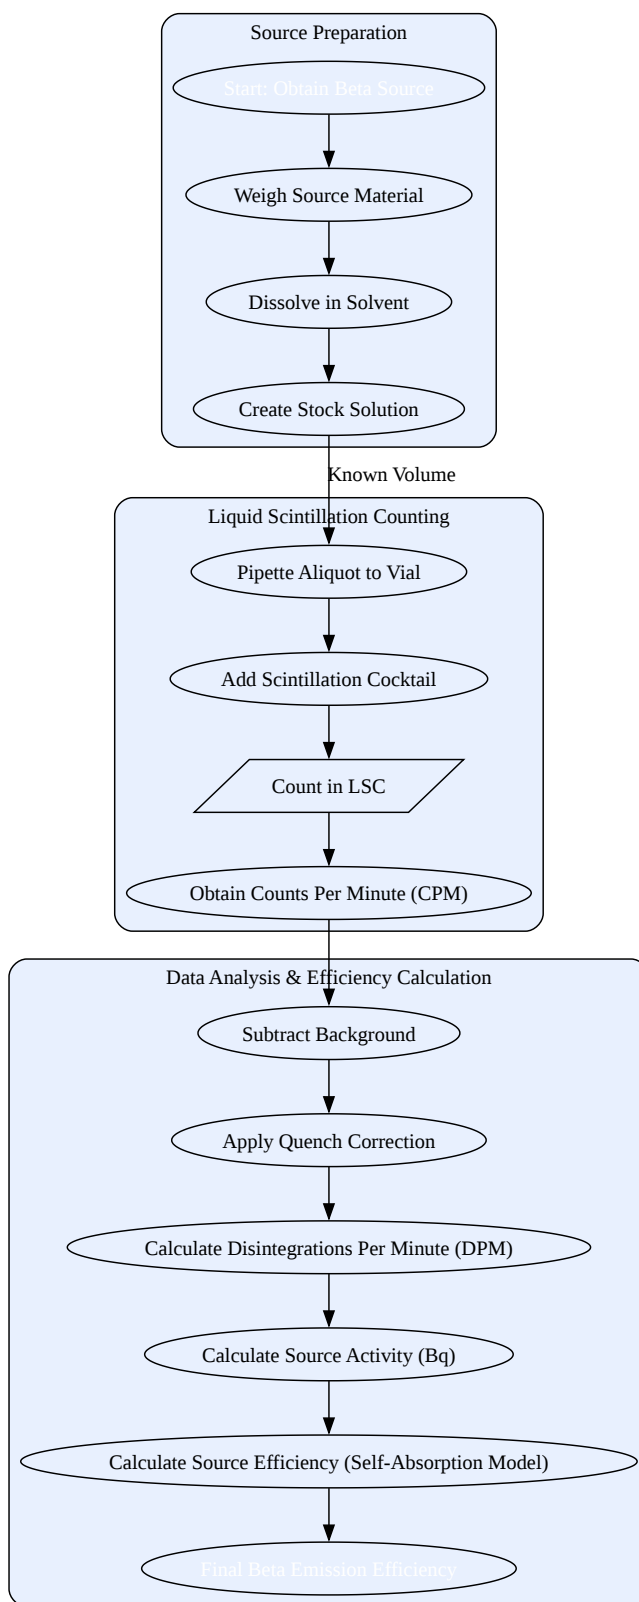 Source Preparation
Start: Obtain Beta Source
Weigh Source Material
Dissolve in Solvent
Create Stock Solution
Known Volume
Liquid Scintillation Counting
Pipette Aliquot to Vial
Add Scintillation Cocktail
Count in LSC
Obtain Counts Per Minute (CPM)
Data Analysis & Efficiency Calculation
Subtract Background
Apply Quench Correction
Calculate Disintegrations Per Minute (DPM)
Calculate Source Activity (Bq)
Calculate Source Efficiency (Self-Absorption Model)
Final Beta Emission Efficiency